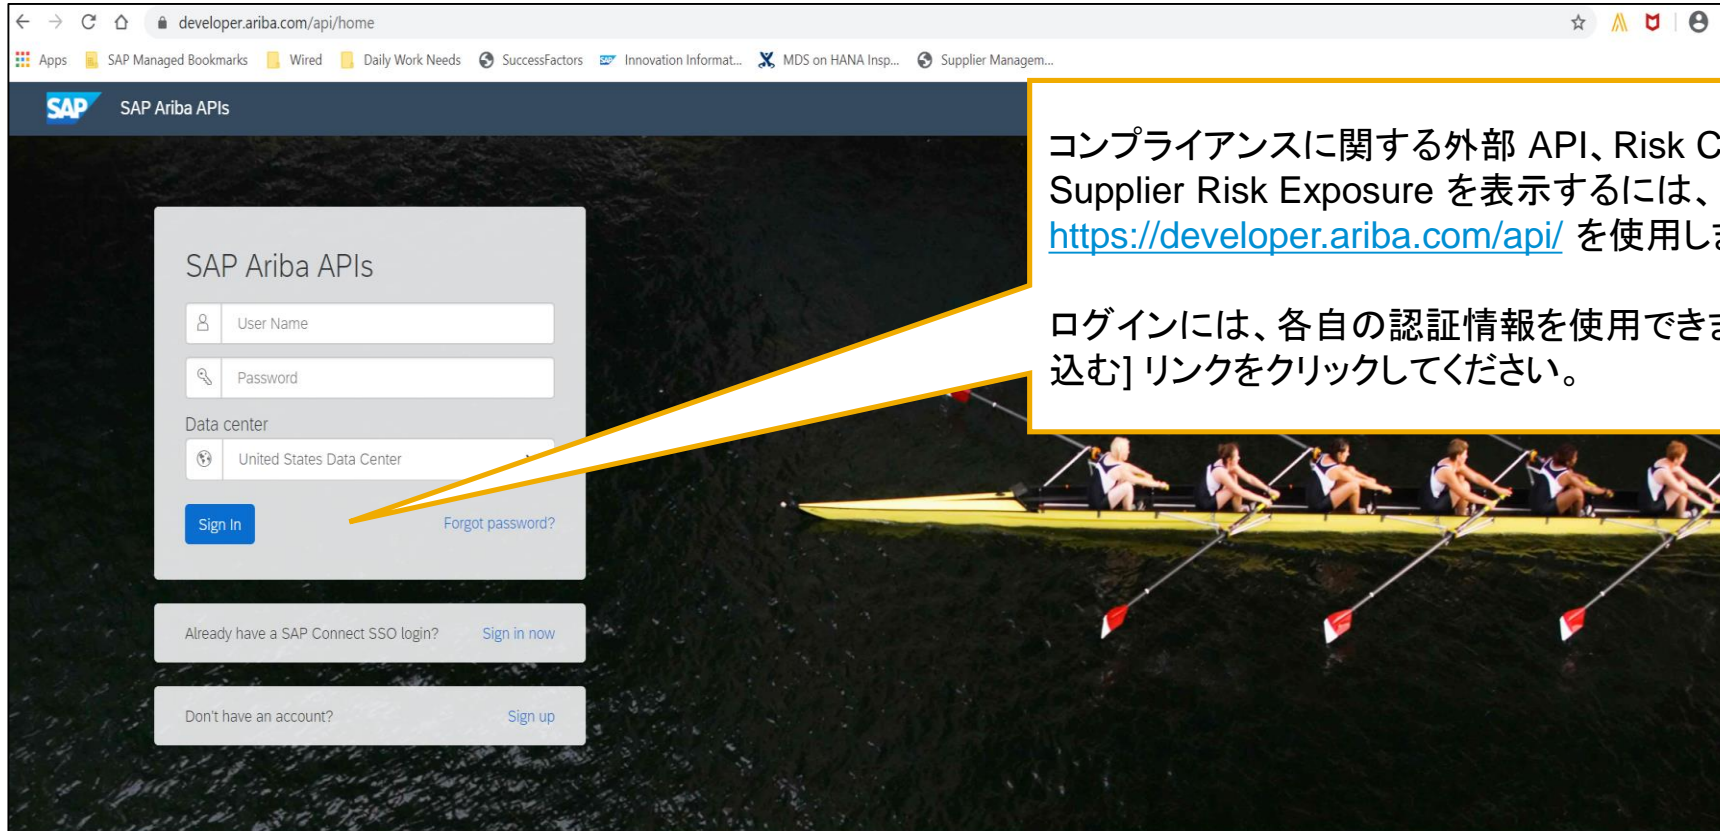 developer.ariba.com/api/home
Apps SAP Managed Bookmarks Wired Daily Work Needs SuccessFactors Innovation Informat... MDS on HANA Insp... Supplier Managem...
SAP SAP Ariba APIs
コンプライアンスに関する外部 API、Risk C
Supplier Risk Exposure を表示するには、
https://developer.ariba.com/api/ を使用しま
ログインには、各自の認証情報を使用できま
込む] リンクをクリックしてください。
SAP Ariba APIs
User Name
Password
Data center
United States Data Center
Sign In Forgot password?
Already have a SAP Connect SSO login? Sign in now
Don't have an account? Sign up